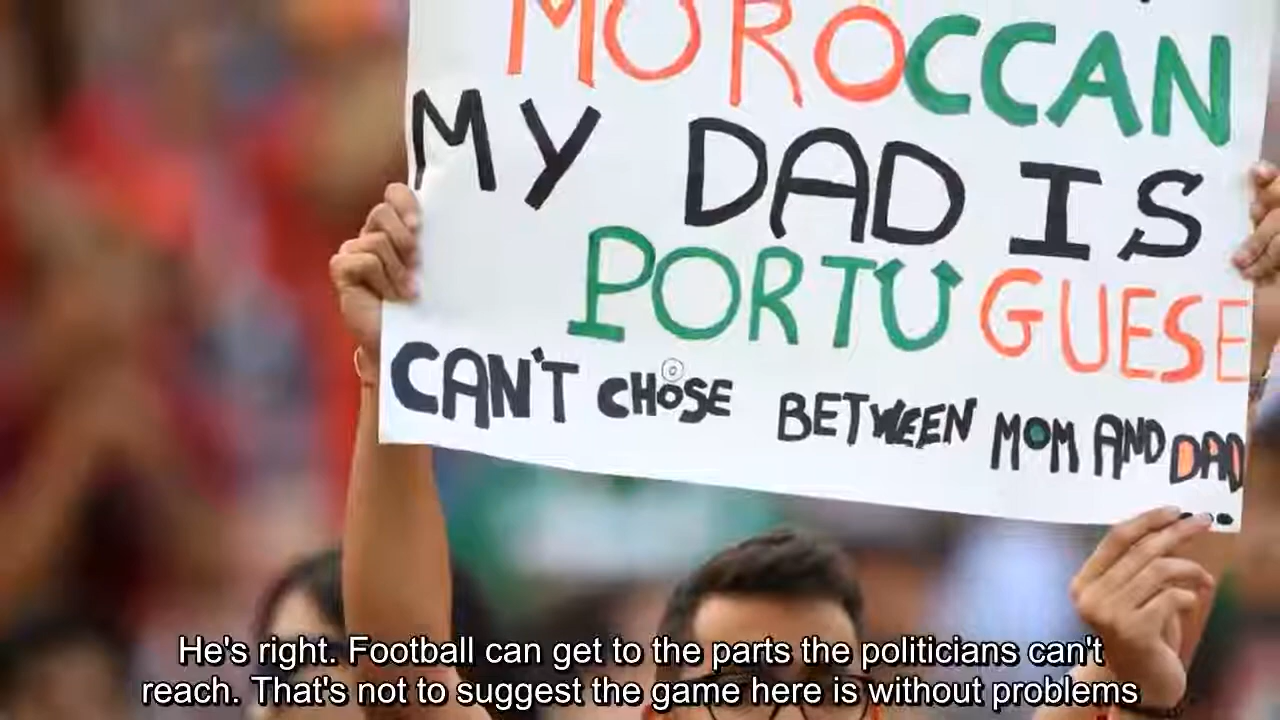 MOROCCAN
MY DAD IS
PORTUGUESE
CAN'T CHOSE BETWEEN MOM AND DAD
...
He's right. Football can get to the parts the politicians can't
reach. That's not to suggest the game here is without problems